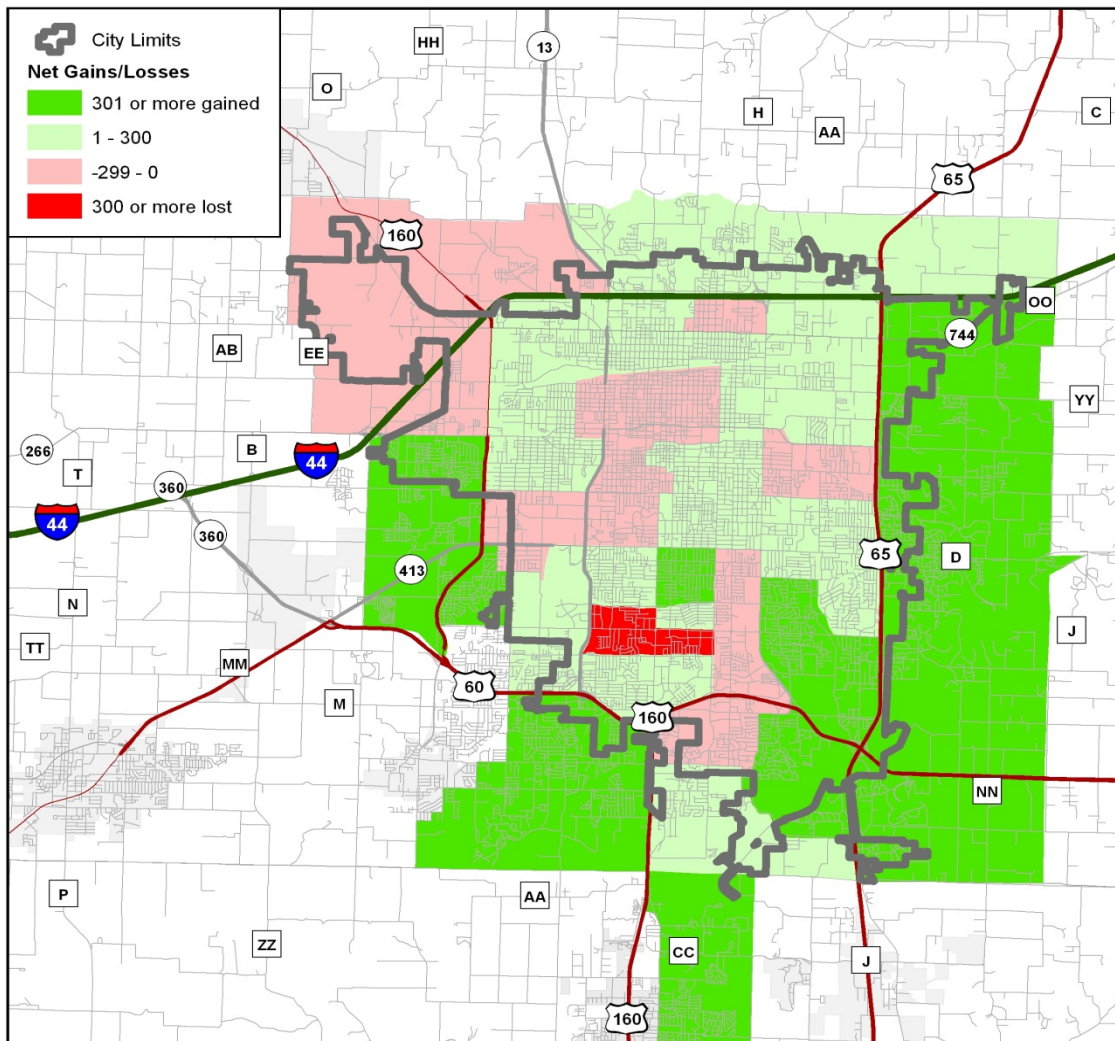 City Limits
Net Gains/Losses
301 or more gained
1 - 300
-299 - 0
300 or more lost
HH
13
O
H
AA
C
65
160
OO
744
AB
EE
YY
266
T
B
44
360
44
360
413
65
D
N
TT
J
MM
M
60
160
NN
P
AA
ZZ
CC
J
160